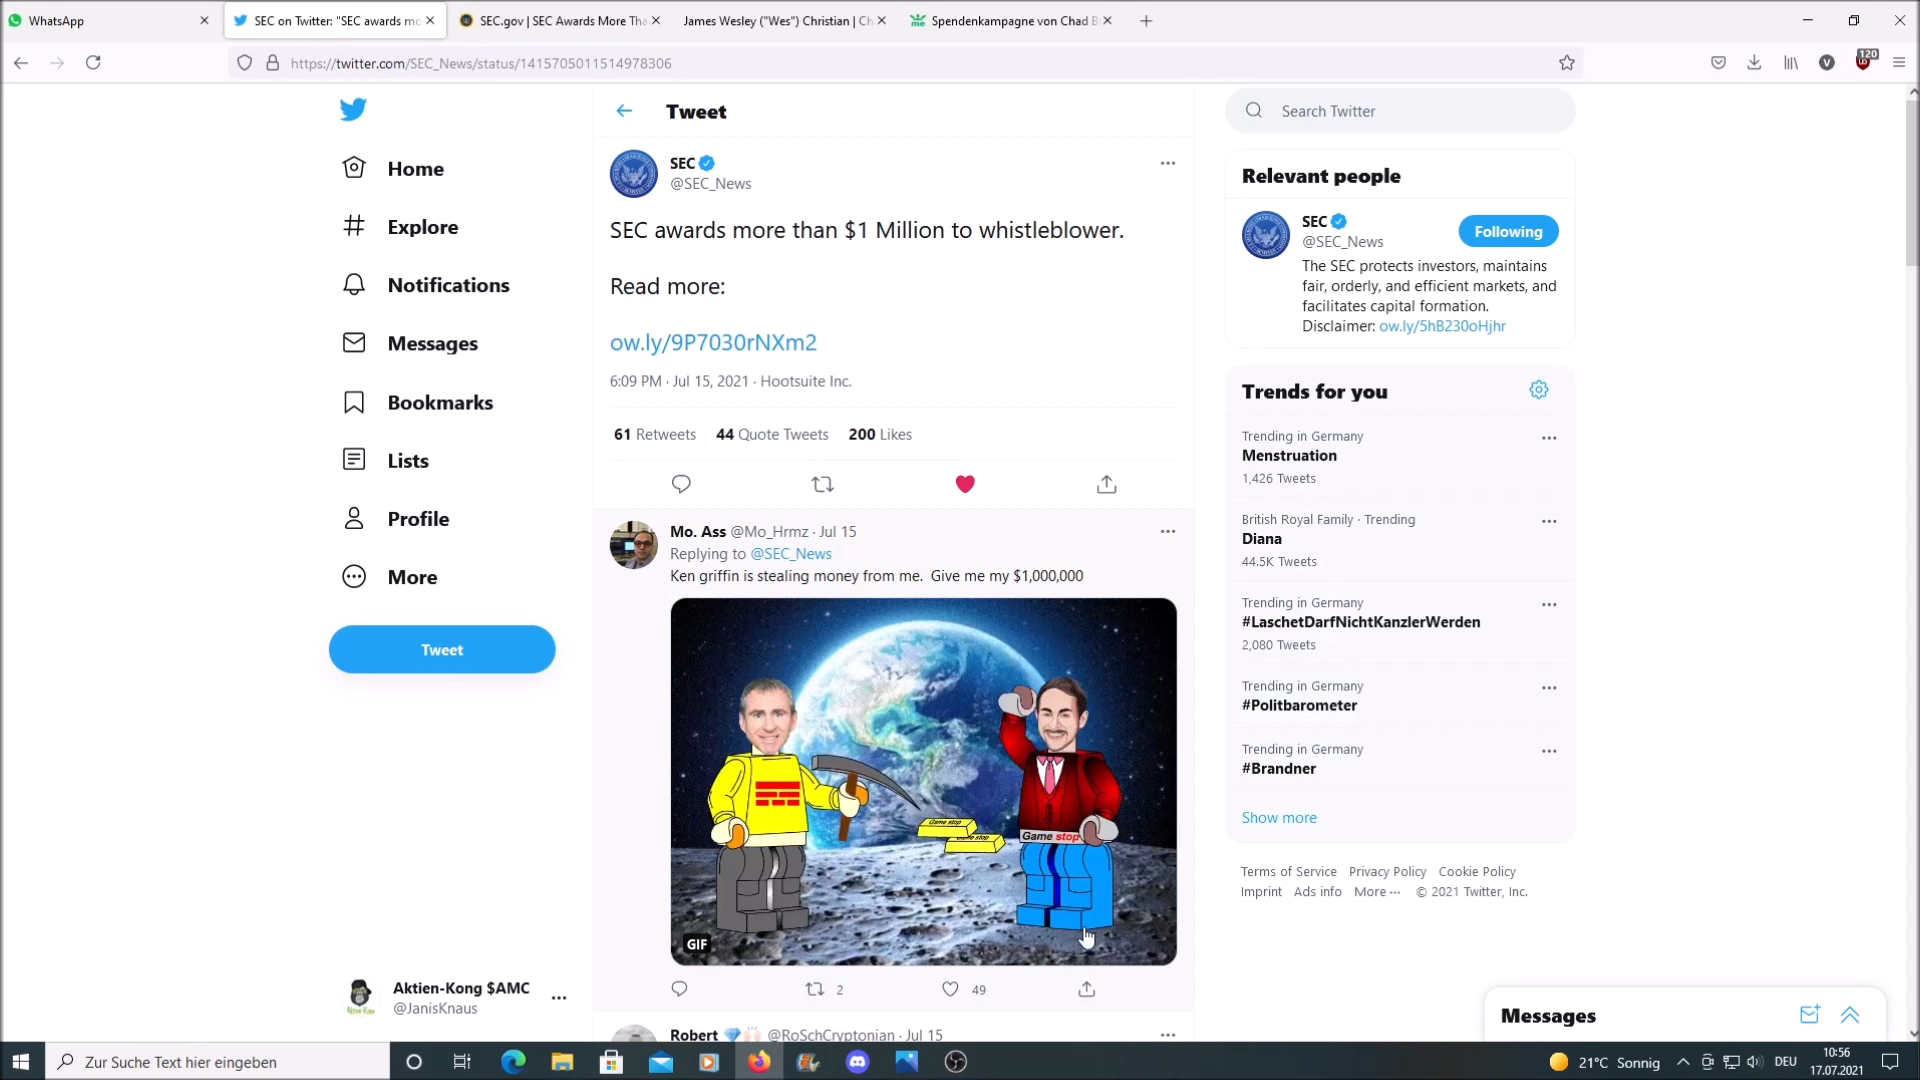 WhatsApp
SEC on Twitter: "SEC awards mo
SEC.gov | SEC Awards More Tha
James Wesley ("Wes") Christian | Ch
Spendenkampagne von Chad B
https://twitter.com/SEC_News/status/1415705011514978306
120
Home
Explore
Notifications
Messages
Bookmarks
Lists
Profile
More
Tweet
Aktien-Kong $AMC
@JanisKnaus
Tweet
SEC
@SEC_News
SEC awards more than $1 Million to whistleblower.
Read more:
ow.ly/9P7030rNXm2
6:09 PM · Jul 15, 2021 · Hootsuite Inc.
61 Retweets 44 Quote Tweets 200 Likes
Mo. Ass @Mo_Hrmz · Jul 15
Replying to @SEC_News
Ken griffin is stealing money from me. Give me my $1,000,000
Game stop
Game stop
GIF
2
49
Robert @RoSchCryptonian · Jul 15
Search Twitter
Relevant people
SEC
@SEC_News
Following
The SEC protects investors, maintains
fair, orderly, and efficient markets, and
facilitates capital formation.
Disclaimer: ow.ly/5hB230oHjhr
Trends for you
Trending in Germany
Menstruation
1,426 Tweets
British Royal Family · Trending
Diana
44.5K Tweets
Trending in Germany
#LaschetDarfNichtKanzlerWerden
2,080 Tweets
Trending in Germany
#Politbarometer
Trending in Germany
#Brandner
Show more
Terms of Service Privacy Policy Cookie Policy
Imprint Ads info More ··· © 2021 Twitter, Inc.
Messages
Zur Suche Text hier eingeben
21°C Sonnig
DEU
10:56
17.07.2021